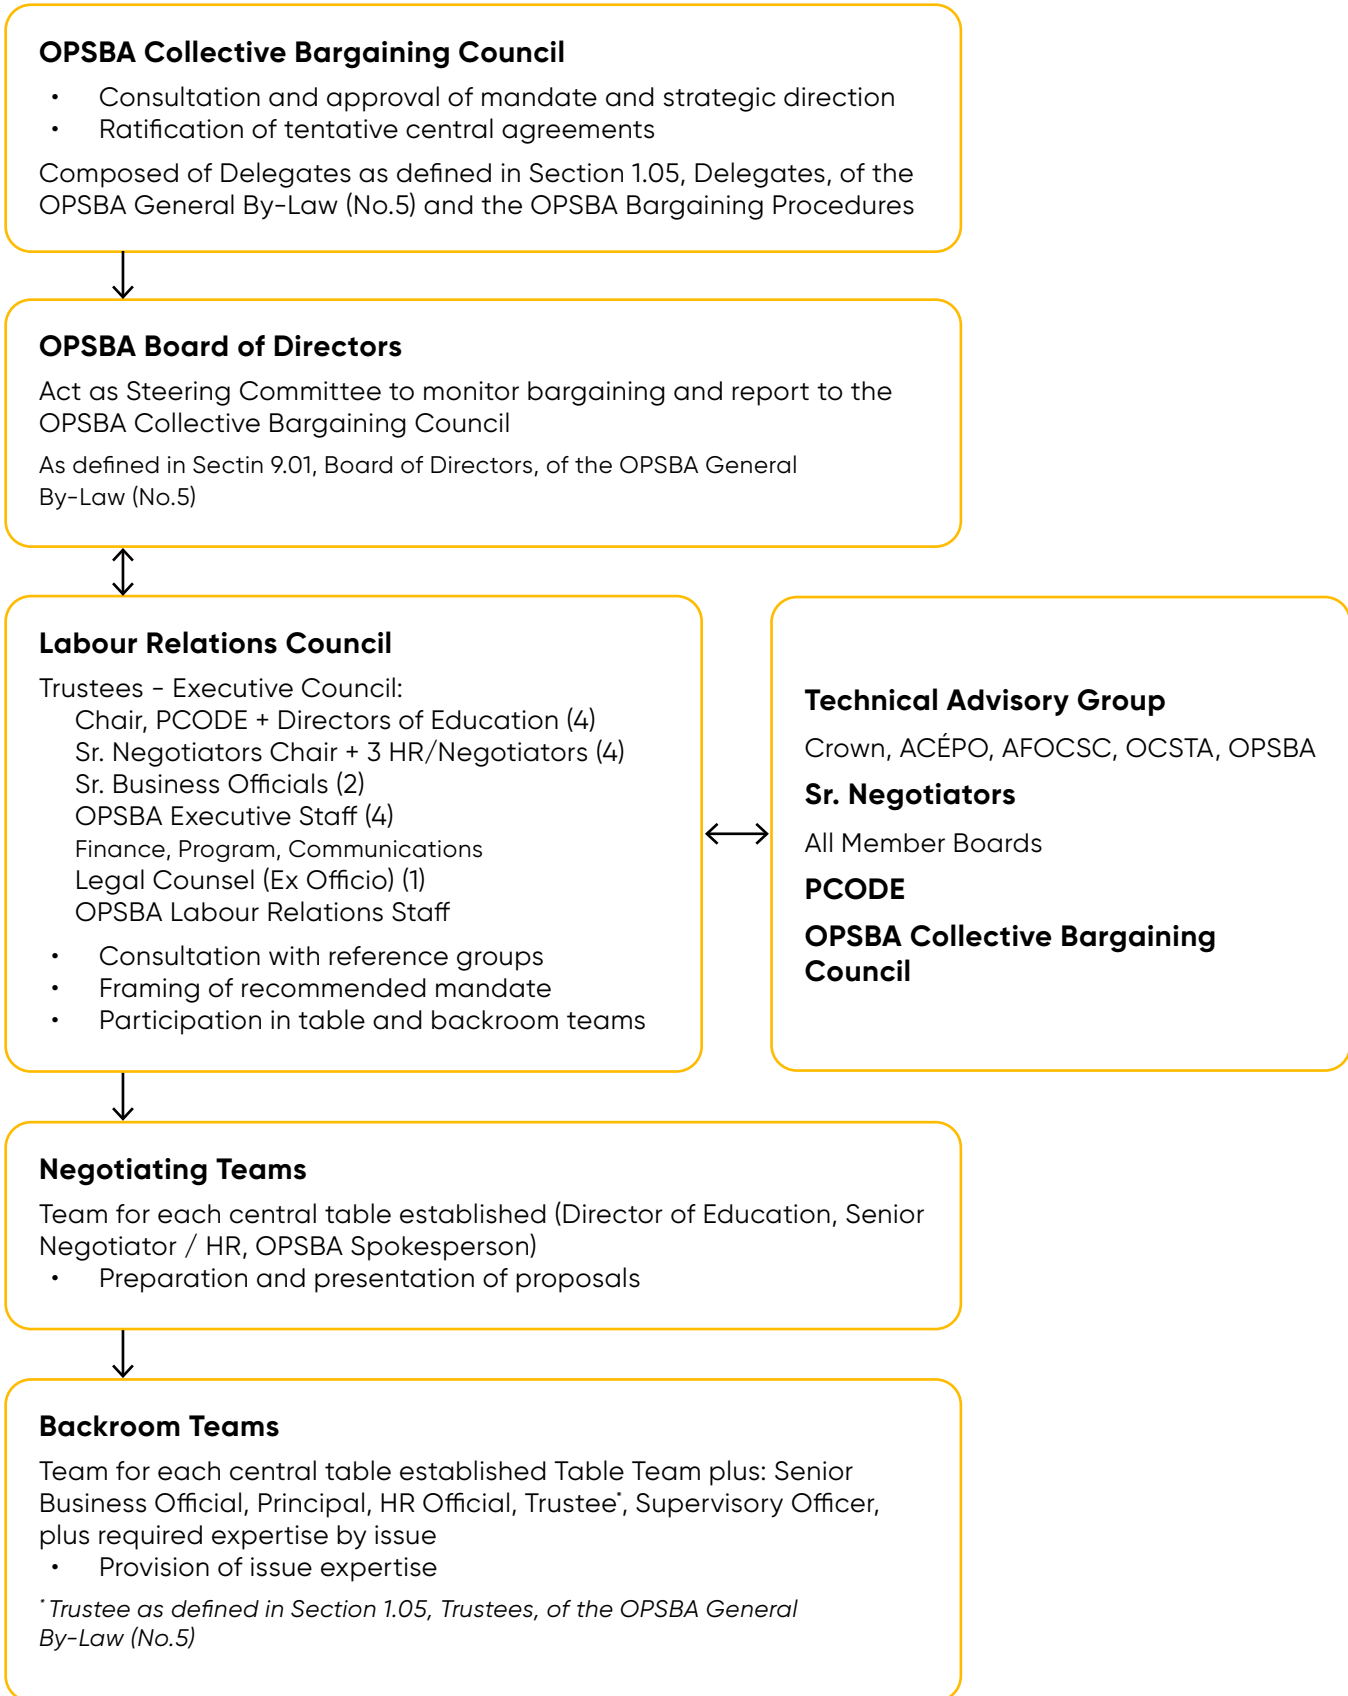 OPSBA Collective Bargaining Council
• Consultation and approval of mandate and strategic direction
• Ratification of tentative central agreements
Composed of Delegates as defined in Section 1.05, Delegates, of the
OPSBA General By-Law (No.5) and the OPSBA Bargaining Procedures
OPSBA Board of Directors
Act as Steering Committee to monitor bargaining and report to the
OPSBA Collective Bargaining Council
As defined in Sectin 9.01, Board of Directors, of the OPSBA General
By-Law (No.5)
Labour Relations Council
Trustees - Executive Council:
Chair, PCODE + Directors of Education (4)
Sr. Negotiators Chair + 3 HR/Negotiators (4)
Sr. Business Officials (2)
OPSBA Executive Staff (4)
Finance, Program, Communications
Legal Counsel (Ex Officio) (1)
OPSBA Labour Relations Staff
• Consultation with reference groups
• Framing of recommended mandate
• Participation in table and backroom teams
Technical Advisory Group
Crown, ACÉPO, AFOCSC, OCSTA, OPSBA
Sr. Negotiators
All Member Boards
PCODE
OPSBA Collective Bargaining
Council
Negotiating Teams
Team for each central table established (Director of Education, Senior
Negotiator / HR, OPSBA Spokesperson)
• Preparation and presentation of proposals
Backroom Teams
Team for each central table established Table Team plus: Senior
Business Official, Principal, HR Official, Trustee*, Supervisory Officer,
plus required expertise by issue
• Provision of issue expertise
* Trustee as defined in Section 1.05, Trustees, of the OPSBA General
By-Law (No.5)